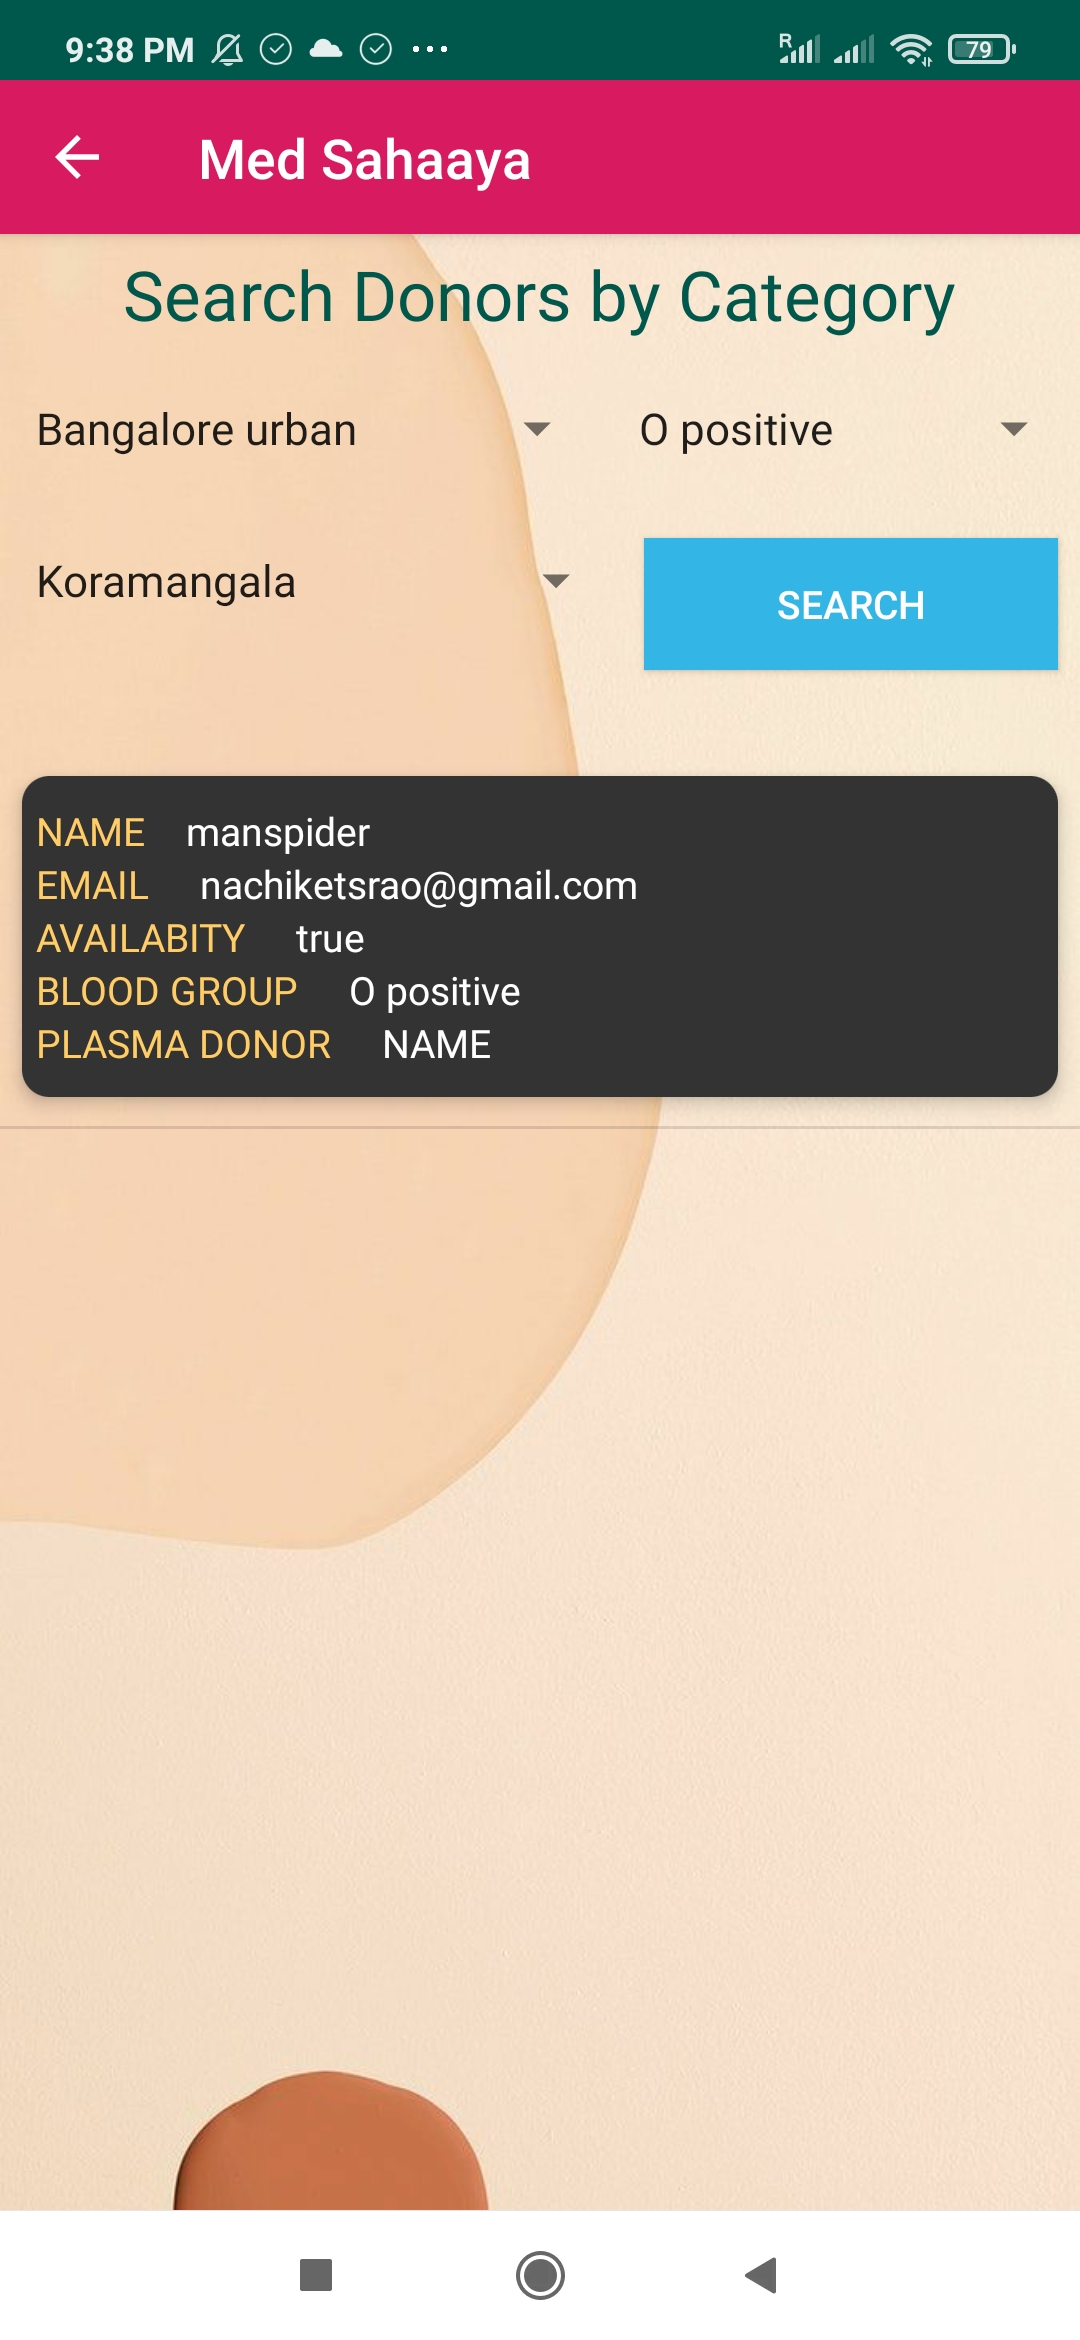 9:38 PM
R
79
Med Sahaaya
Search Donors by Category
Bangalore urban
O positive
Koramangala
SEARCH
NAME manspider
EMAIL nachiketsrao@gmail.com
AVAILABITY true
BLOOD GROUP O positive
PLASMA DONOR NAME